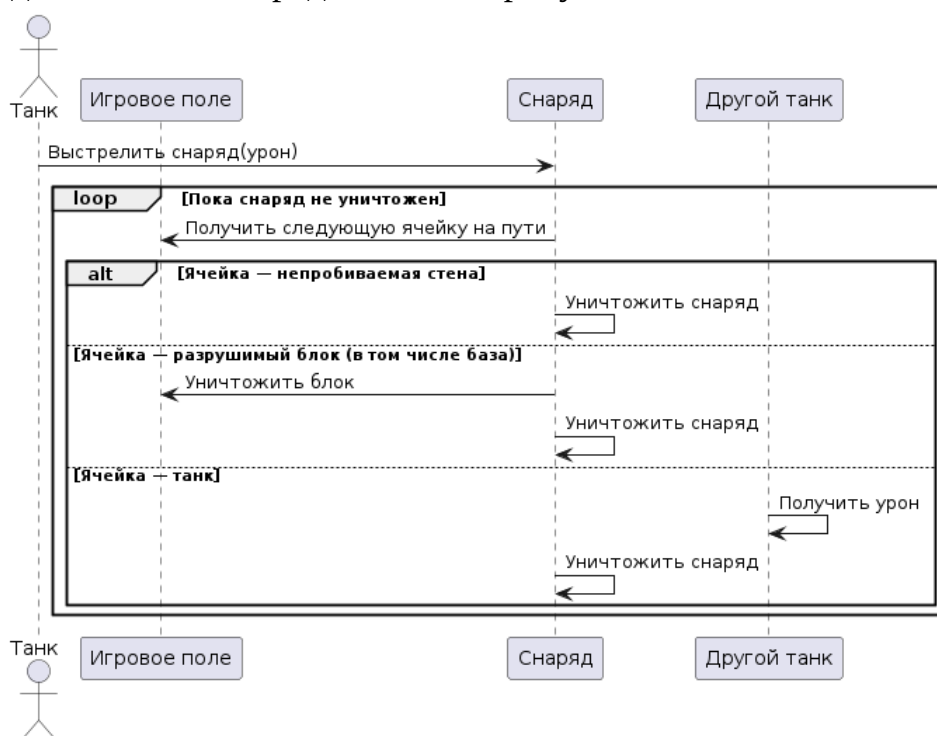 Танк
Игровое поле
Снаряд
Другой танк
Выстрелить снаряд(урон)
loop
[Пока снаряд не уничтожен]
Получить следующую ячейку на пути
alt
[Ячейка — непробиваемая стена]
Уничтожить снаряд
[Ячейка — разрушимый блок (в том числе база)]
Уничтожить блок
Уничтожить снаряд
[Ячейка — танк]
Получить урон
Уничтожить снаряд
Танк
Игровое поле
Снаряд
Другой танк